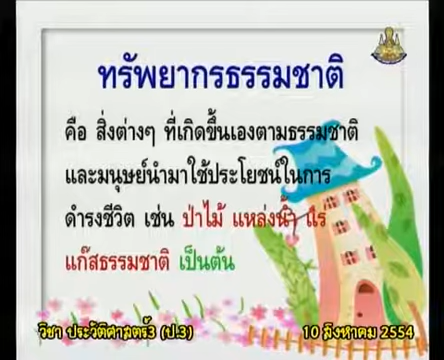 ทรัพยากรธรรมชาติ
คือ สิ่งต่างๆ ที่เกิดขึ้นเองตามธรรมชาติ
และมนุษย์นำมาใช้ประโยชน์ในการ
ดำรงชีวิต เช่น ป่าไม้ แหล่งน้ำ แร่
แก๊สธรรมชาติ เป็นต้น
วิชา ประวัติศาสตร์3 (ป.3) 10 สิงหาคม 2554